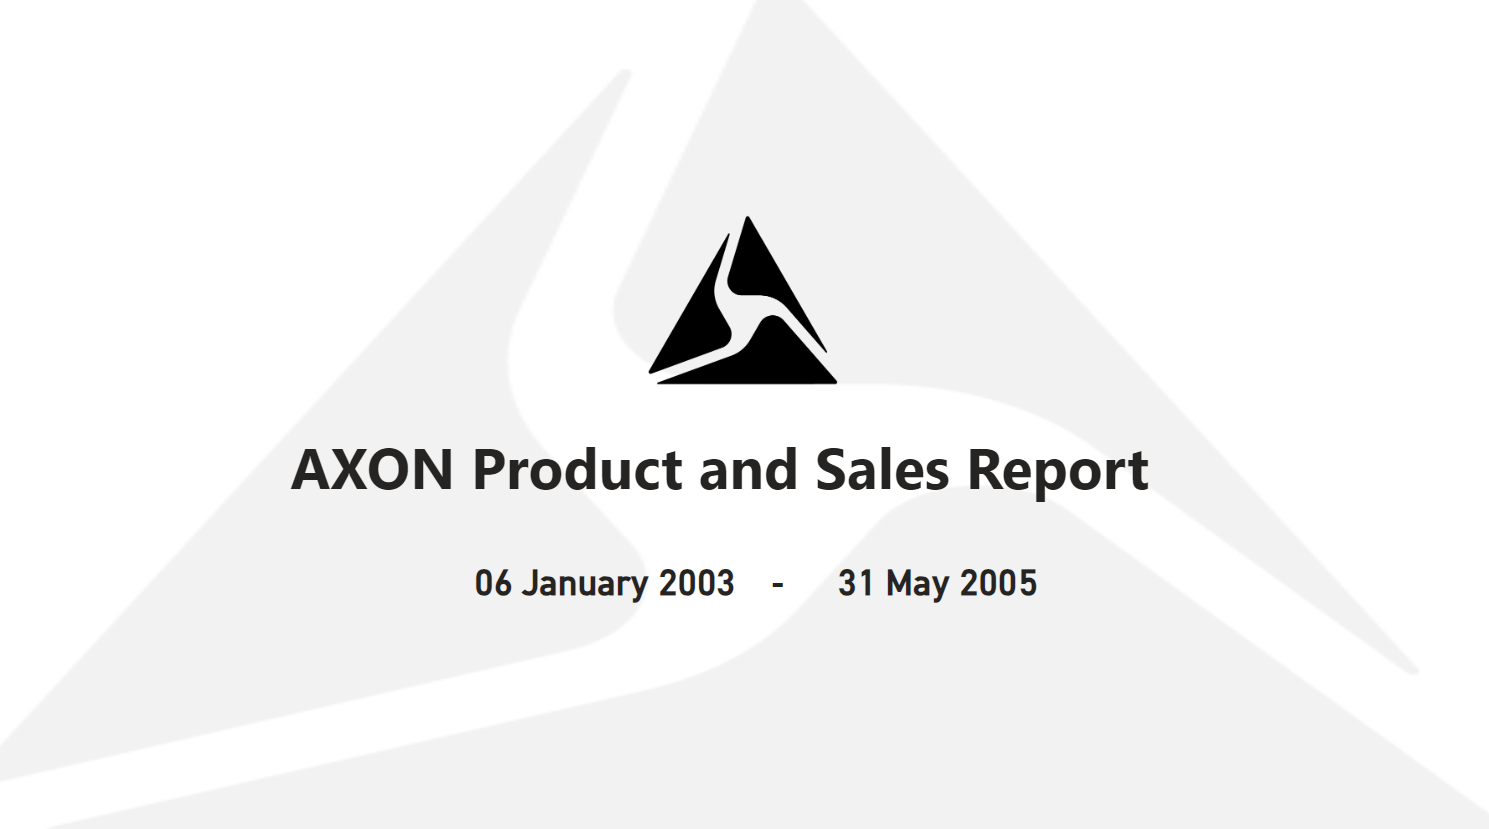 AXON Product and Sales Report
06 January 2003 - 31 May 2005